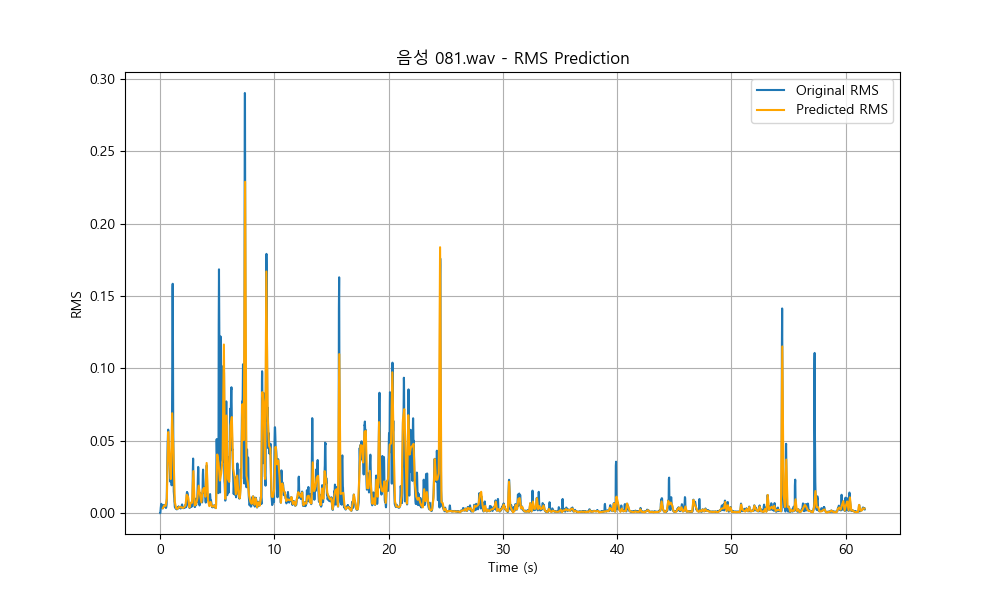 음성 081.wav - RMS Prediction
Original RMS
Predicted RMS
0.30
0.25
0.20
0.15
0.10
0.05
0.00
RMS
0 10 20 30 40 50 60
Time (s)